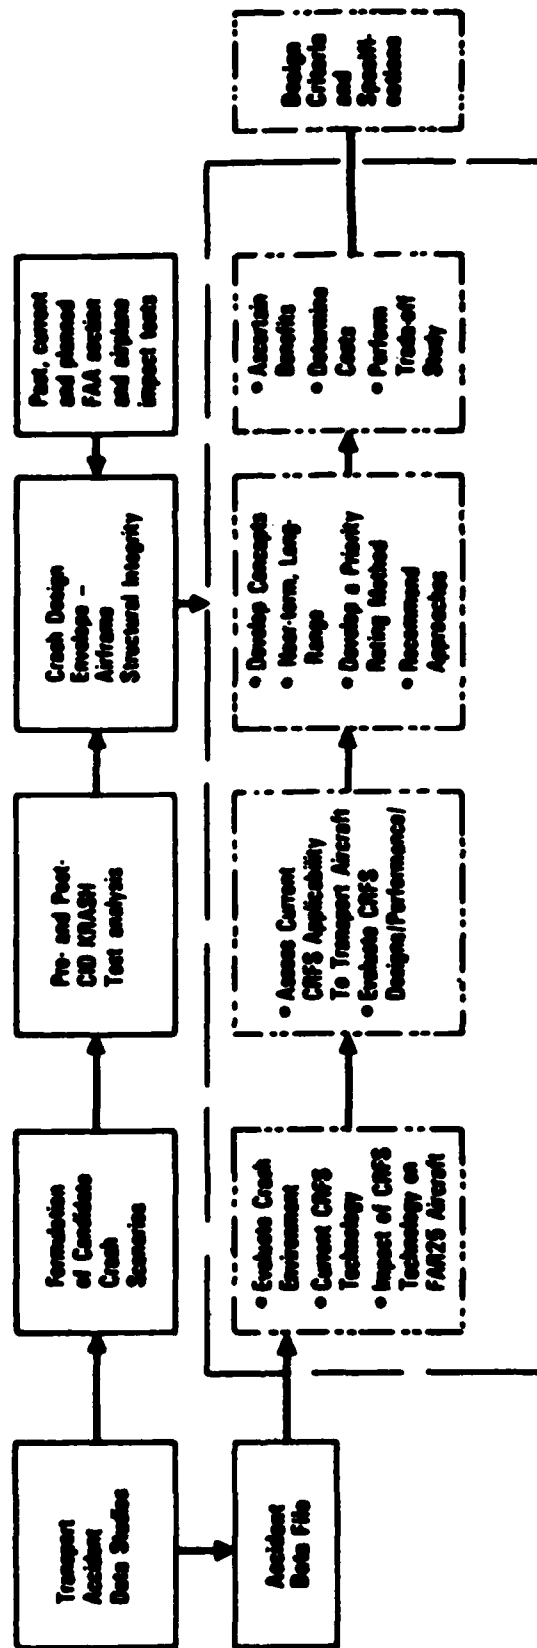 Transport
Accident
Data Studies
Formulation
of Candidate
Crash
Scenarios
Pre- and Post-
CID KRASH
Test analysis
Crash Design
Envelope –
Airframe
Structural Integrity
Past, current
and planned
FAA section
and airplane
impact tests
Accident
Data File
• Evaluate Crash
Enviroment
• Current CRFS
Technology
• Impact of CRFS
Technology on
FAR25 Aircraft
• Assess Current
CRFS Applicability
To Transport Aircraft
• Evaluate CRFS
Designs/Performance/
• Develop Concepts
• Near-term, Long-
Range
• Develop a Priority
Rating Method
• Recommend
Approaches
• Ascertain
Benefits
• Determine
Costs
• Perform
Trade-off
Study
Design
Criteria
and
Specifi-
cations